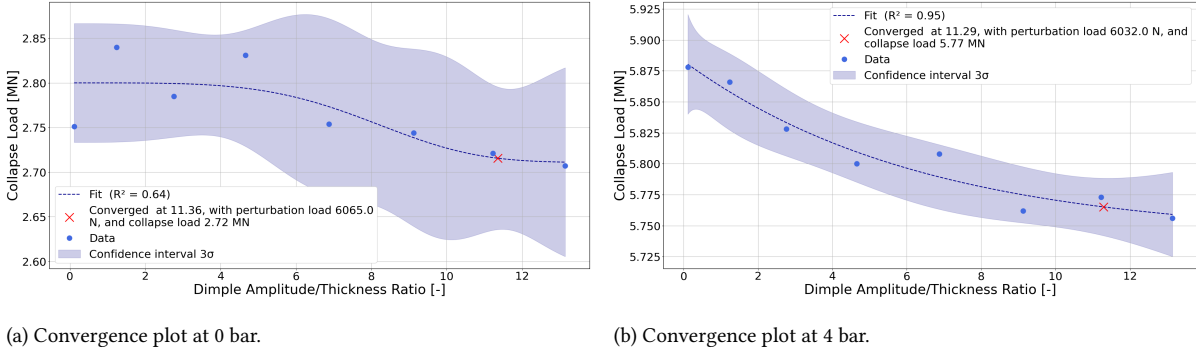 2.85
2.80
2.75
2.70
2.65
2.60
Collapse Load [MN]
Fit (R² = 0.64)
Converged at 11.36, with perturbation load 6065.0
N, and collapse load 2.72 MN
Data
Confidence interval 3σ
0 2 4 6 8 10 12
Dimple Amplitude/Thickness Ratio [-]
(a) Convergence plot at 0 bar.
5.925
5.900
5.875
5.850
5.825
5.800
5.775
5.750
5.725
Collapse Load [MN]
Fit (R² = 0.95)
Converged at 11.29, with perturbation load 6032.0 N, and
collapse load 5.77 MN
Data
Confidence interval 3σ
0 2 4 6 8 10 12
Dimple Amplitude/Thickness Ratio [-]
(b) Convergence plot at 4 bar.